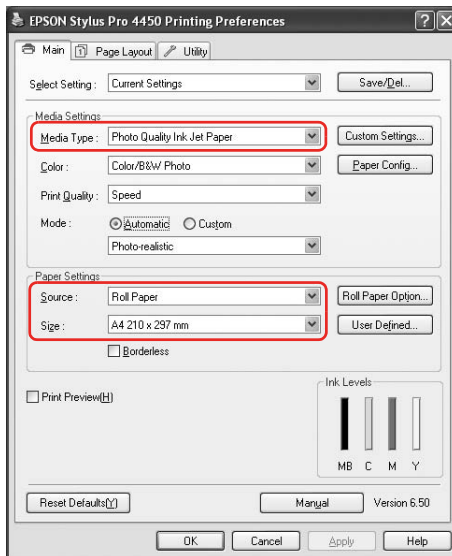 EPSON Stylus Pro 4450 Printing Preferences
Main Page Layout Utility
Select Setting : Current Settings Save/Del...
Media Settings
Media Type : Photo Quality Ink Jet Paper Custom Settings...
Color : Color/B&W Photo Paper Config...
Print Quality : Speed
Mode : Automatic Custom
Photo-realistic
Paper Settings
Source : Roll Paper Roll Paper Option...
Size : A4 210 x 297 mm User Defined...
Borderless
Print Preview(H)
Ink Levels
MB C M Y
Reset Defaults(Y) Manual Version 6.50
OK Cancel Apply Help